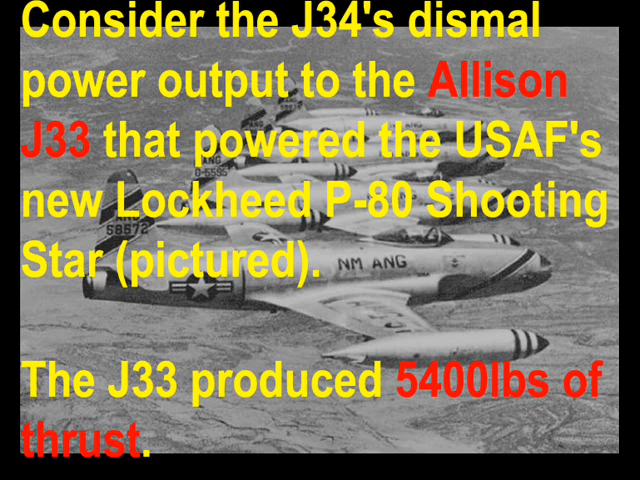 Consider the J34's dismal
power output to the Allison
J33 that powered the USAF's
new Lockheed P-80 Shooting
Star (pictured).
The J33 produced 5400lbs of
thrust.
NM ANG
58572